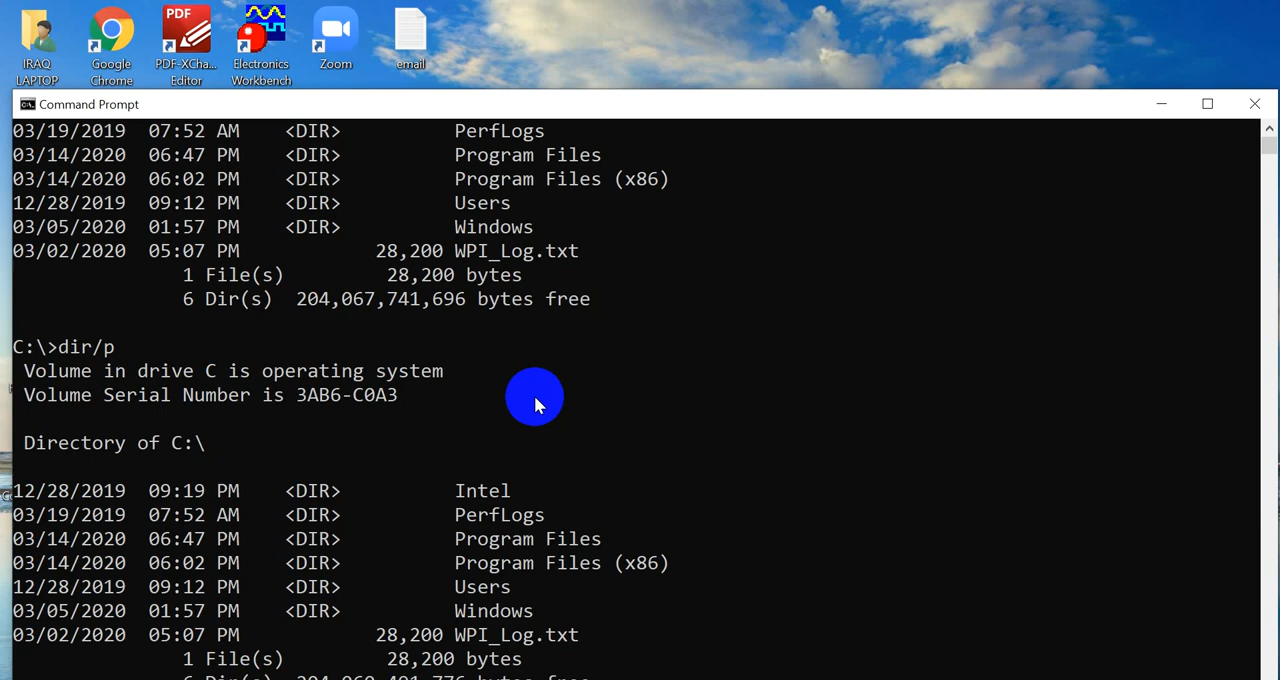 IRAQ LAPTOP
Google Chrome
PDF-XCha... Editor
Electronics Workbench
Zoom
email
PDF
Command Prompt
03/19/2019 07:52 AM <DIR> PerfLogs
03/14/2020 06:47 PM <DIR> Program Files
03/14/2020 06:02 PM <DIR> Program Files (x86)
12/28/2019 09:12 PM <DIR> Users
03/05/2020 01:57 PM <DIR> Windows
03/02/2020 05:07 PM 28,200 WPI_Log.txt
1 File(s) 28,200 bytes
6 Dir(s) 204,067,741,696 bytes free
C:\>dir/p
Volume in drive C is operating system
Volume Serial Number is 3AB6-C0A3
Directory of C:\
12/28/2019 09:19 PM <DIR> Intel
03/19/2019 07:52 AM <DIR> PerfLogs
03/14/2020 06:47 PM <DIR> Program Files
03/14/2020 06:02 PM <DIR> Program Files (x86)
12/28/2019 09:12 PM <DIR> Users
03/05/2020 01:57 PM <DIR> Windows
03/02/2020 05:07 PM 28,200 WPI_Log.txt
1 File(s) 28,200 bytes